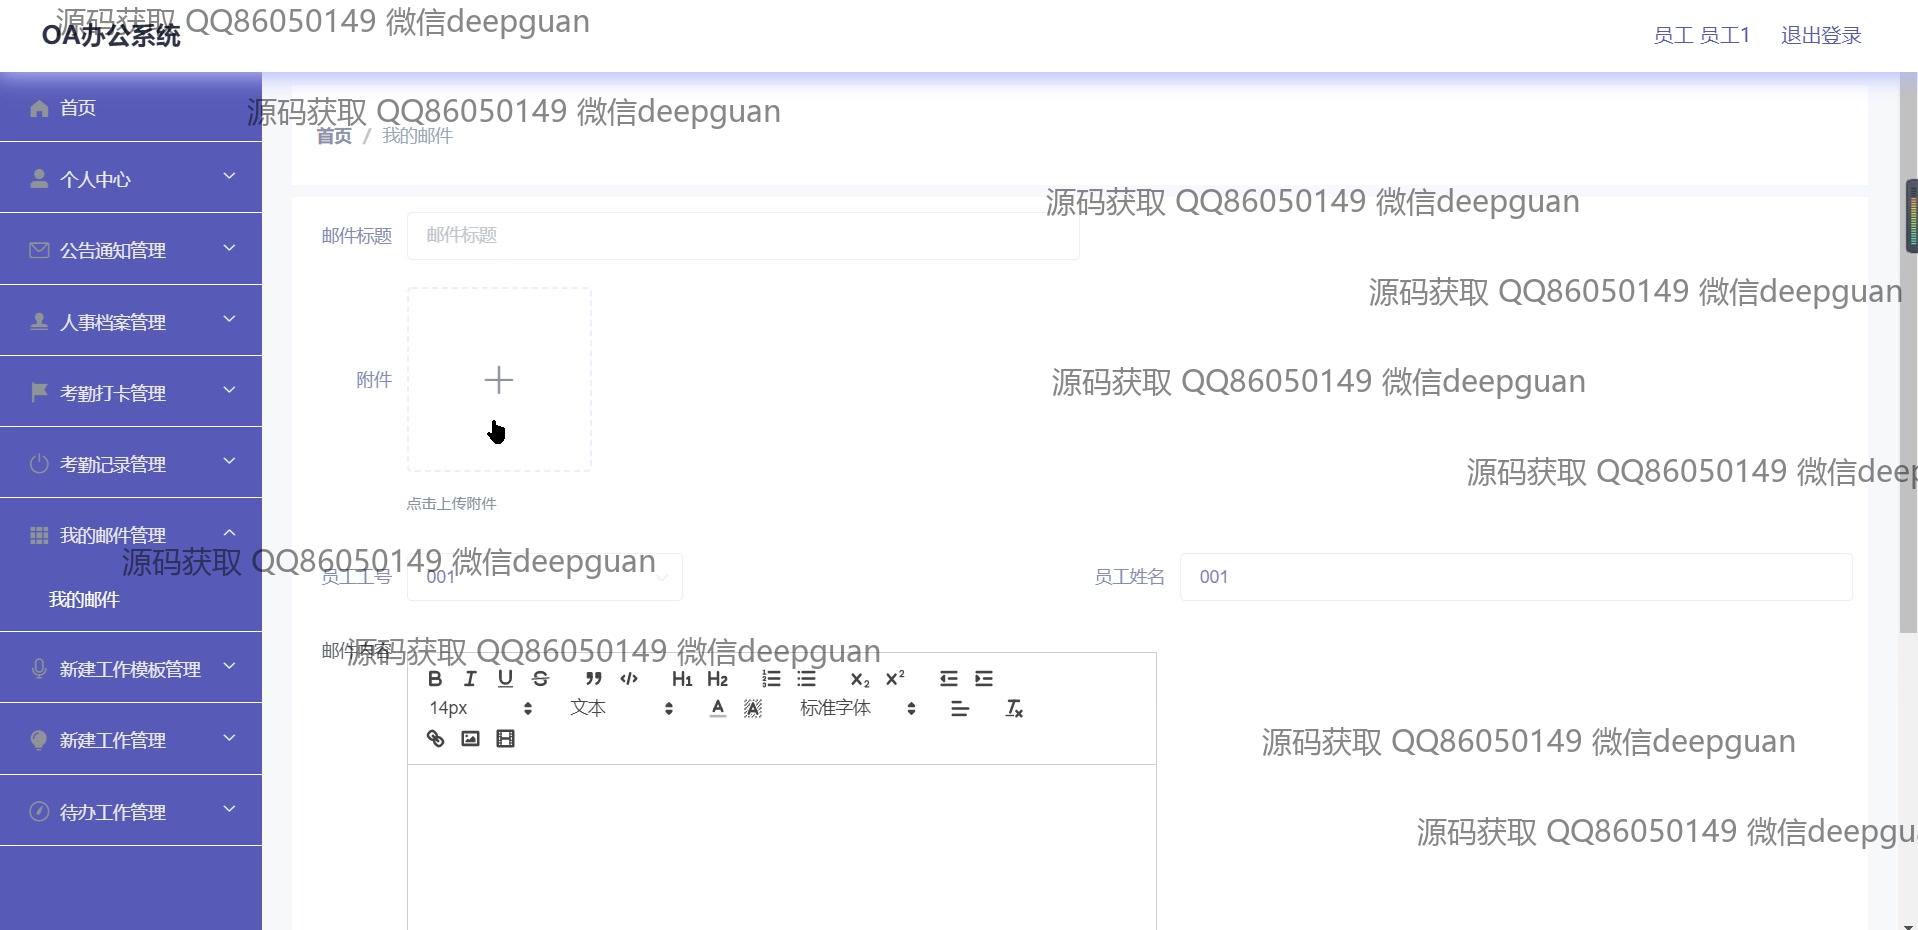 源码获取 QQ86050149 微信deepguan
OA办公系统
员工 员工1 退出登录
首页
源码获取 QQ86050149 微信deepguan
首页 / 我的邮件
个人中心
源码获取 QQ86050149 微信deepguan
邮件标题 邮件标题
公告通知管理
源码获取 QQ86050149 微信deepguan
人事档案管理
附件
源码获取 QQ86050149 微信deepguan
考勤打卡管理
考勤记录管理
源码获取 QQ86050149 微信deep
点击上传附件
我的邮件管理
源码获取 QQ86050149 微信deepguan
员工工号 001
员工姓名 001
我的邮件
邮件内容
源码获取 QQ86050149 微信deepguan
新建工作模板管理
B I U S H1 H2 X2 X2
14px 文本 A A 标准字体 Tx
新建工作管理
源码获取 QQ86050149 微信deepguan
待办工作管理
源码获取 QQ86050149 微信deepgu